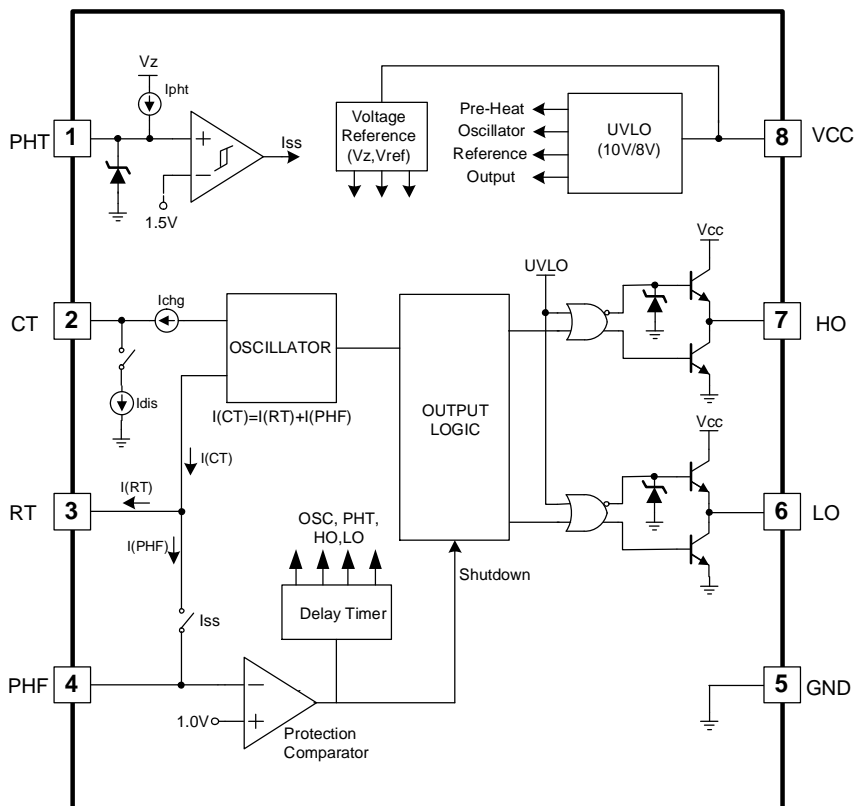 Vz
Ipht
PHT
1
+
−
Iss
1.5V
Voltage
Reference
(Vz,Vref)
Pre-Heat
Oscillator
Reference
Output
UVLO
(10V/8V)
8
VCC
CT
2
Ichg
Idis
OSCILLATOR
I(CT)=I(RT)+I(PHF)
I(CT)
OUTPUT
LOGIC
UVLO
Vcc
7
HO
RT
3
I(RT)
I(PHF)
Iss
OSC, PHT,
HO,LO
Delay Timer
Shutdown
Vcc
6
LO
PHF
4
−
1.0V
+
Protection
Comparator
5
GND